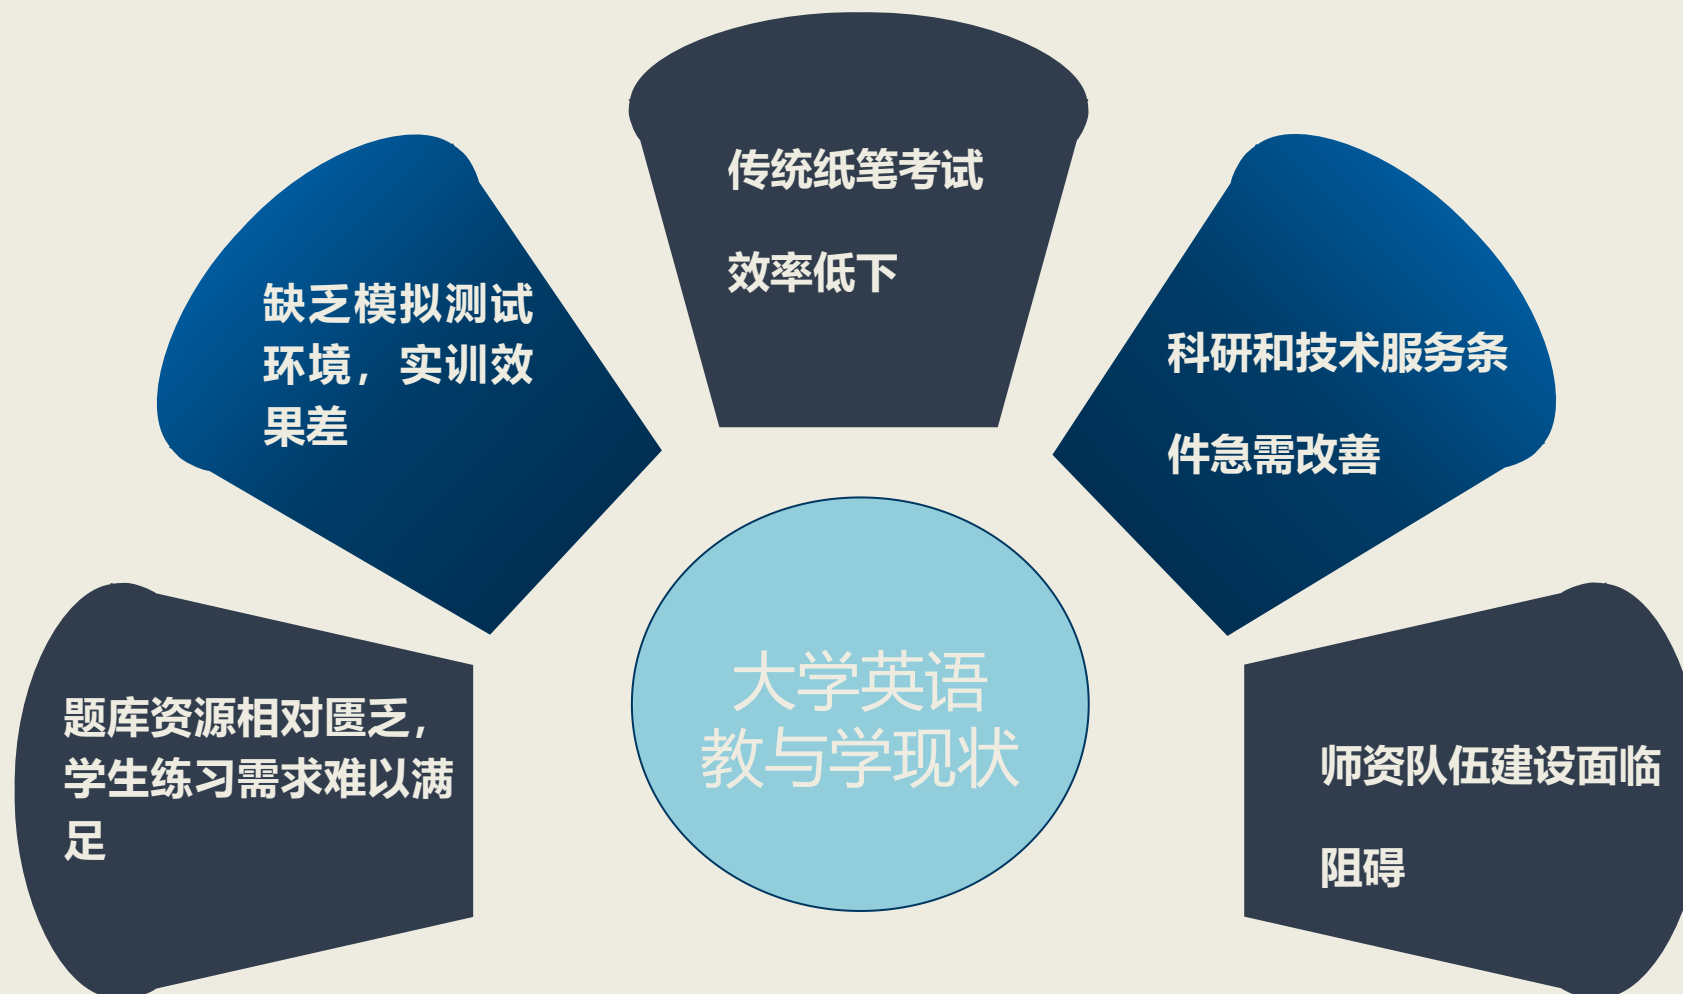 传统纸笔考试
效率低下
缺乏模拟测试
环境，实训效
果差
科研和技术服务条
件急需改善
题库资源相对匮乏，
学生练习需求难以满
足
大学英语
教与学现状
师资队伍建设面临
阻碍